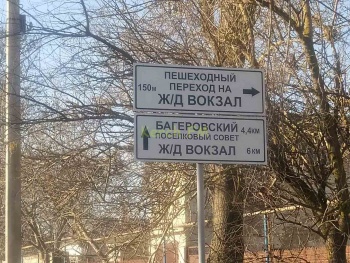 ПЕШЕХОДНЫЙ
ПЕРЕХОД НА
150м Ж/Д ВОКЗАЛ
БАГЕРОВСКИЙ 4,4км
ПОСЕЛКОВЫЙ СОВЕТ
Ж/Д ВОКЗАЛ 6км